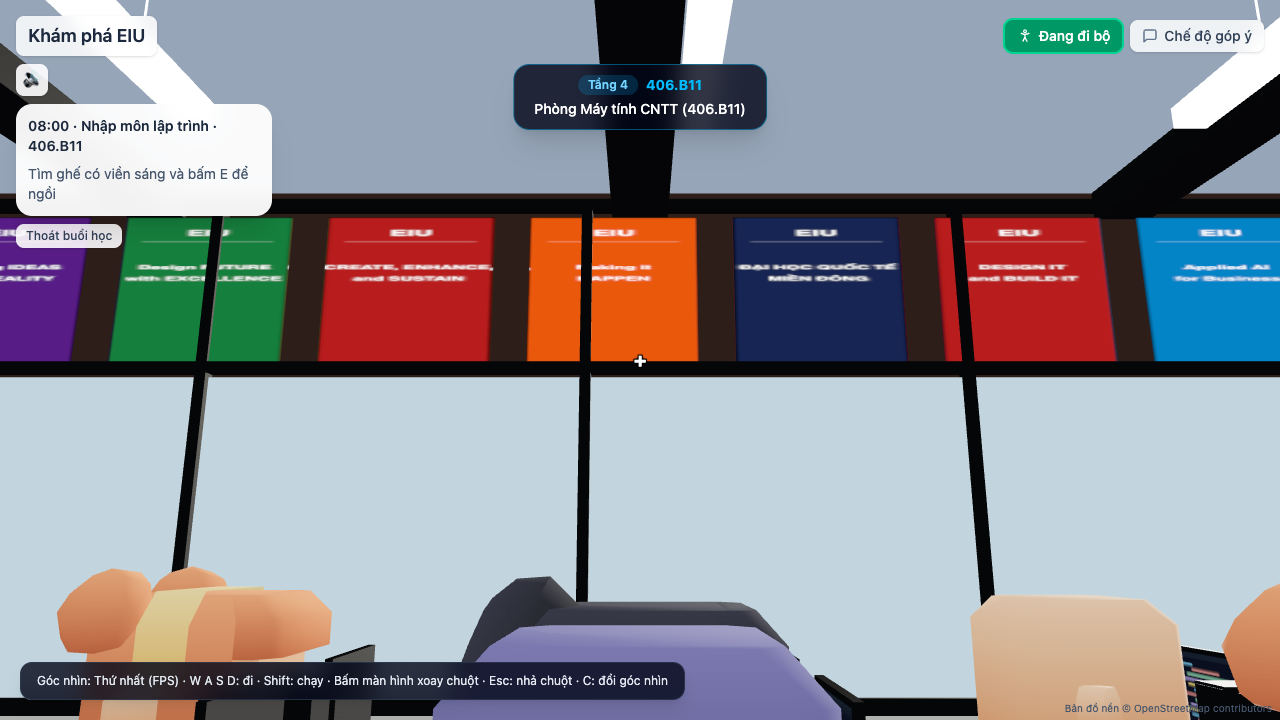 Khám phá EIU
Đang đi bộ
Chế độ góp ý
Tầng 4 406.B11
Phòng Máy tính CNTT (406.B11)
08:00 · Nhập môn lập trình ·
406.B11
Tìm ghế có viền sáng và bấm E để
ngồi
Thoát buổi học
IDEAS
EIU
Design FUTURE
with EXCELLENCE
EIU
CREATE, ENHANCE,
and SUSTAIN
EIU
Making it
HAPPEN
EIU
ĐẠI HỌC QUỐC TẾ
MIỀN ĐÔNG
EIU
DESIGN IT
and BUILD IT
EIU
Applied AI
for Business
Góc nhìn: Thứ nhất (FPS) · W A S D: đi · Shift: chạy · Bấm màn hình xoay chuột · Esc: nhả chuột · C: đổi góc nhìn
Bản đồ nền © OpenStreetMap contributors